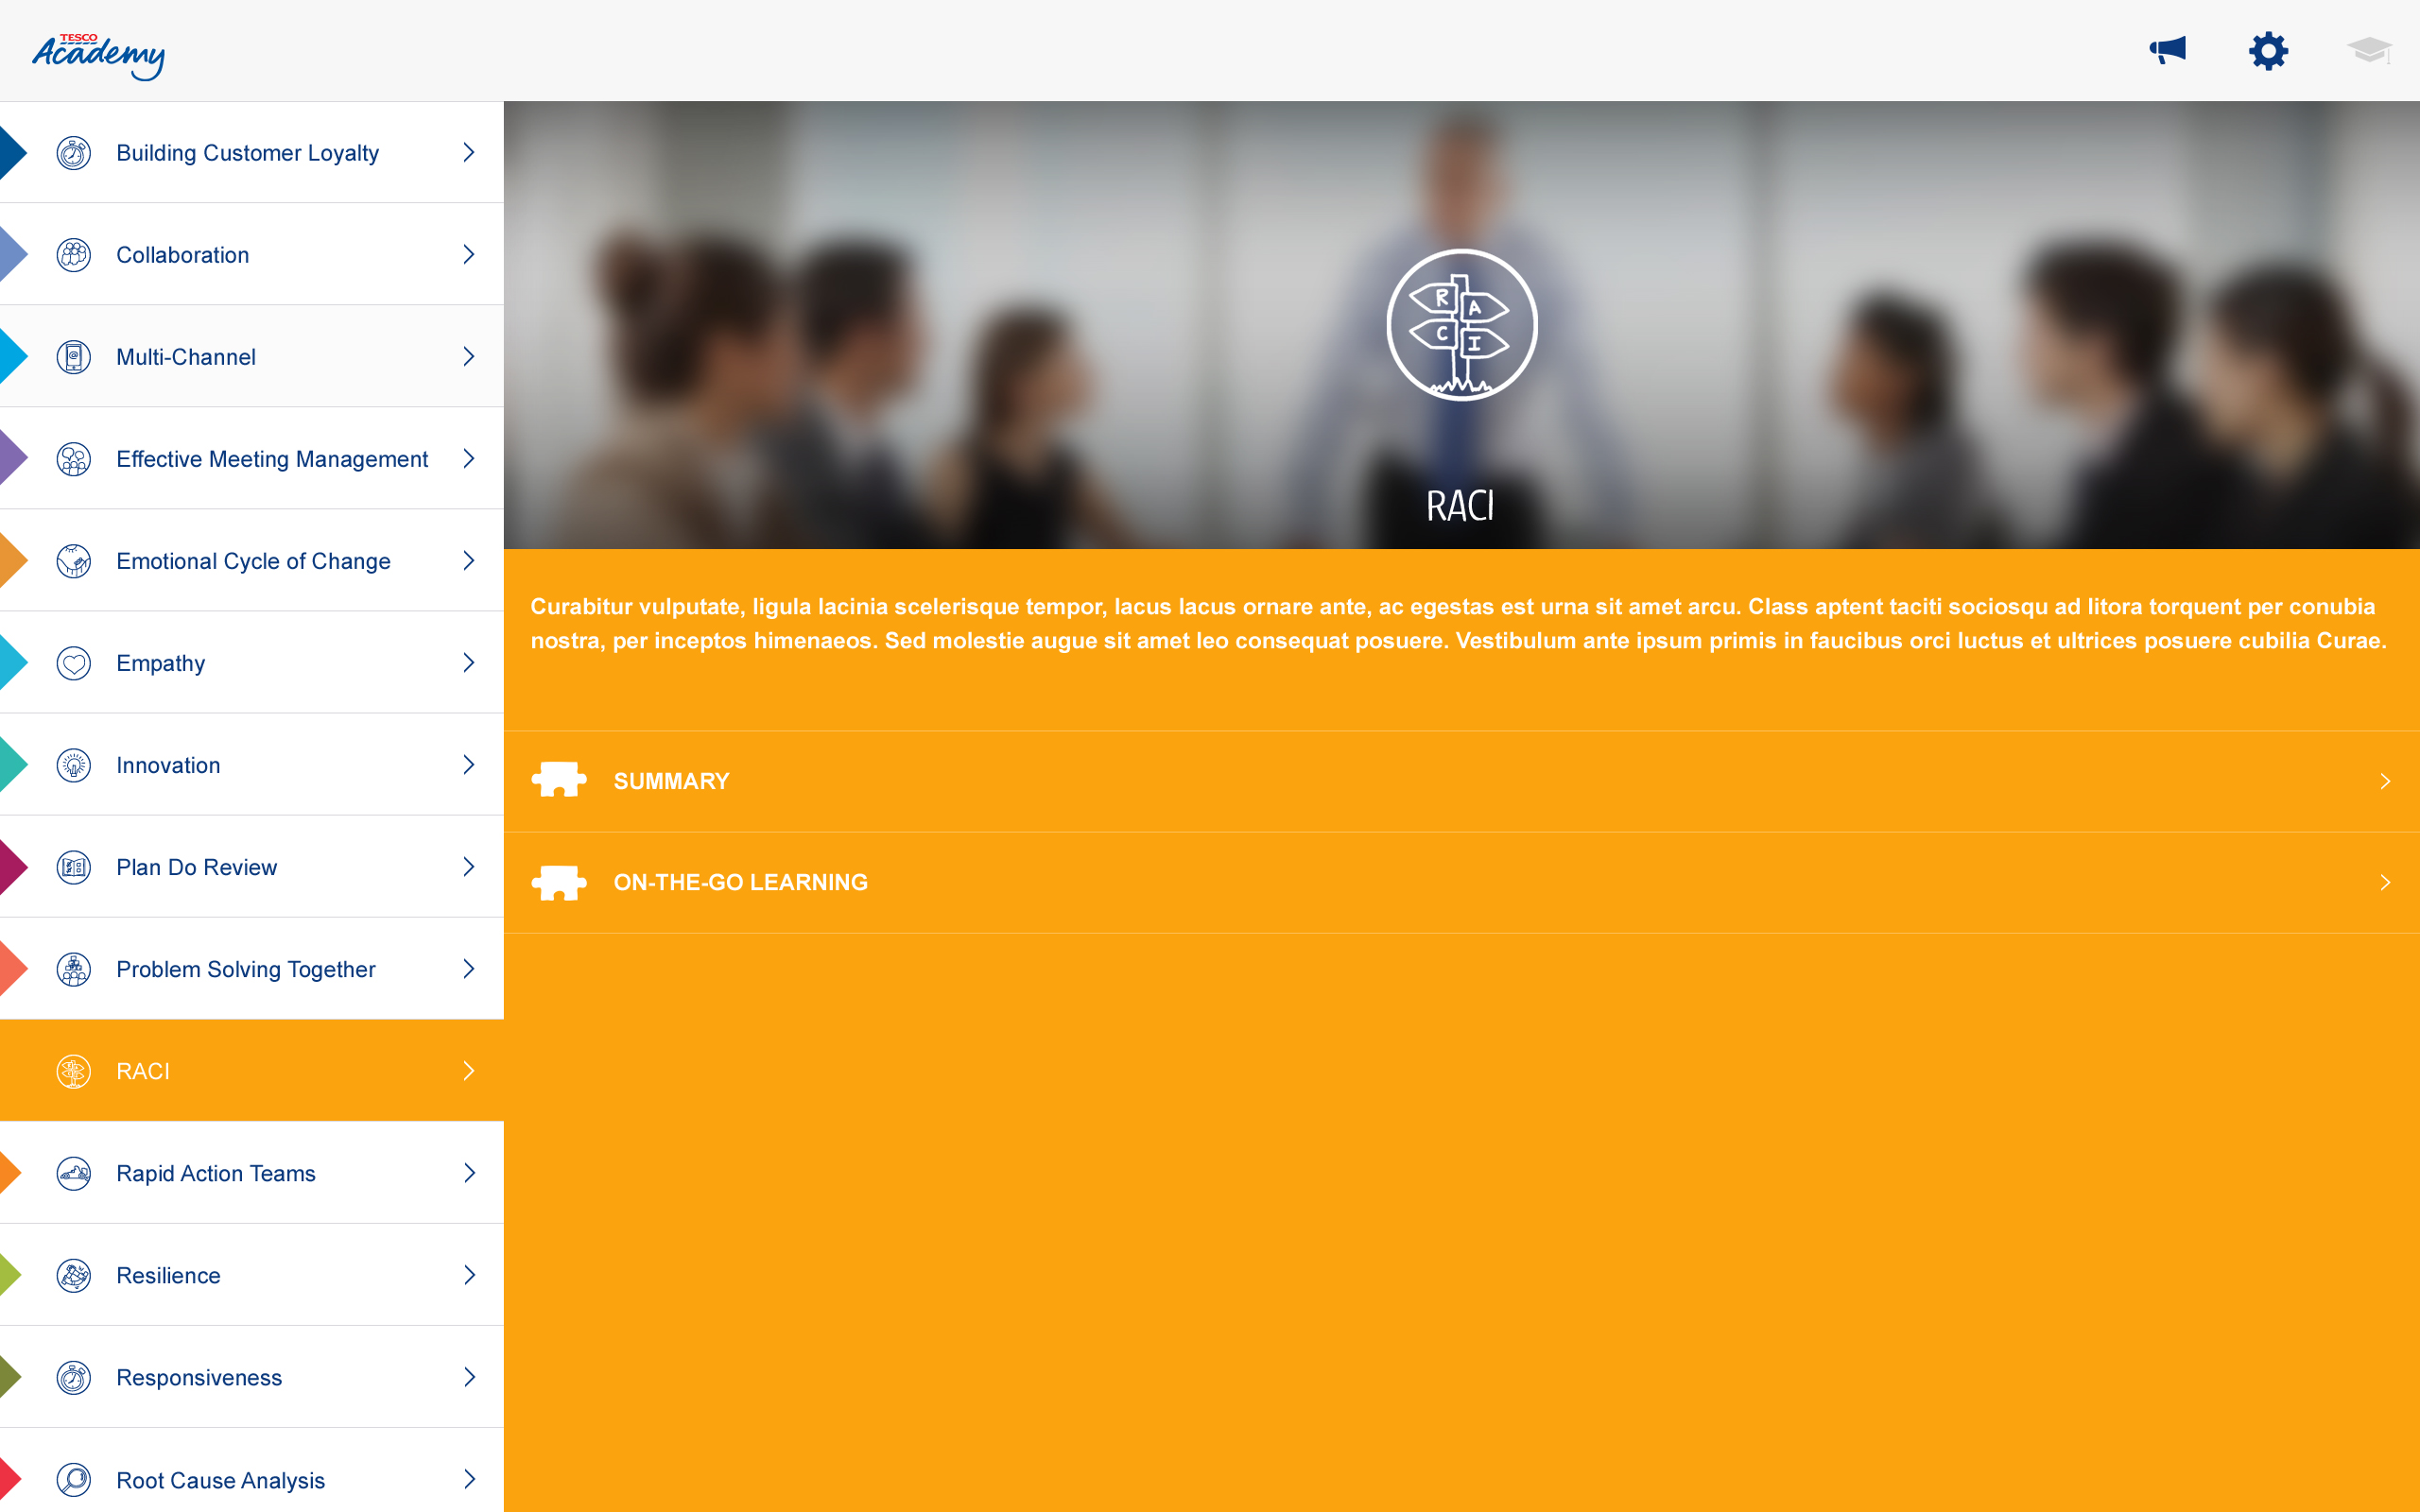 TESCO
Academy
Building Customer Loyalty
Collaboration
Multi-Channel
Effective Meeting Management
Emotional Cycle of Change
Empathy
Innovation
Plan Do Review
Problem Solving Together
RACI
Rapid Action Teams
Resilience
Responsiveness
Root Cause Analysis
R
A
C
I
RACI
Curabitur vulputate, ligula lacinia scelerisque tempor, lacus lacus ornare ante, ac egestas est urna sit amet arcu. Class aptent taciti sociosqu ad litora torquent per conubia
nostra, per inceptos himenaeos. Sed molestie augue sit amet leo consequat posuere. Vestibulum ante ipsum primis in faucibus orci luctus et ultrices posuere cubilia Curae.
SUMMARY
ON-THE-GO LEARNING